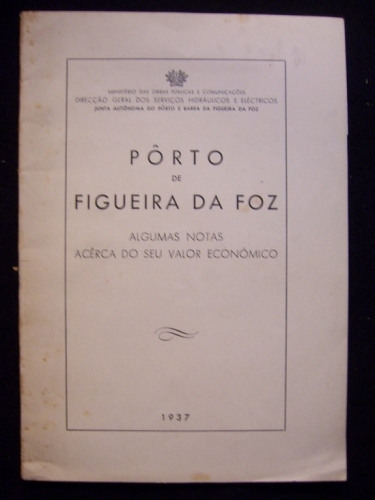 MINISTÉRIO DAS OBRAS PÚBLICAS E COMUNICAÇÕES
DIRECÇÃO GERAL DOS SERVIÇOS HIDRÁULICOS E ELÉCTRICOS
JUNTA AUTÓNOMA DO PÔRTO E BARRA DA FIGUEIRA DA FOZ
PÔRTO
DE
FIGUEIRA DA FOZ
ALGUMAS NOTAS
ACÊRCA DO SEU VALOR ECONÓMICO
1937